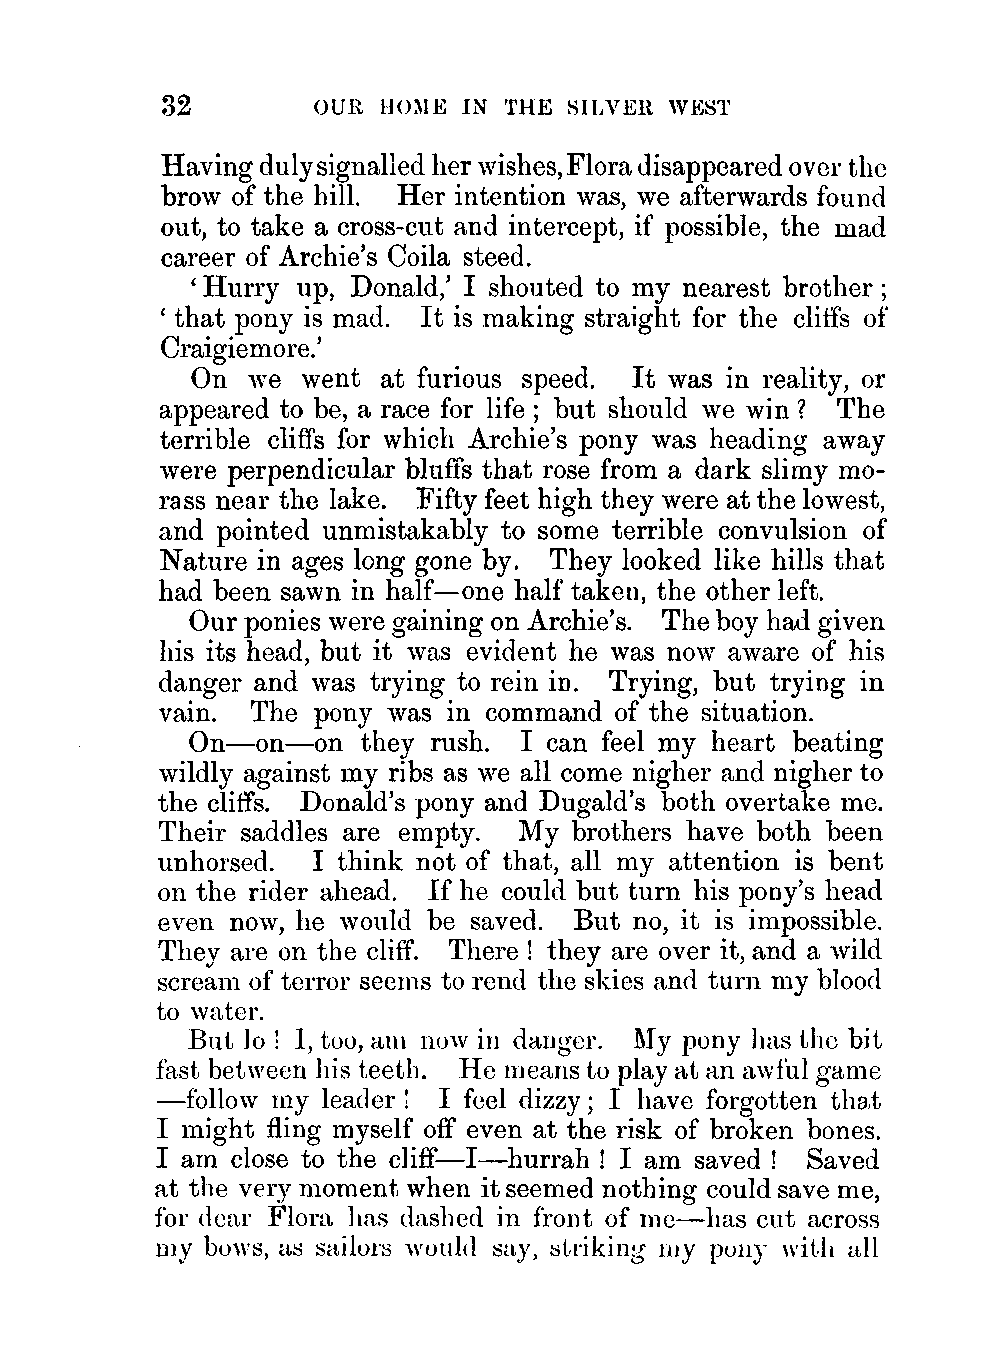 32 OUR HOME IN THE SILVER WEST
Having duly signalled her wishes, Flora disappeared over the
brow of the hill. Her intention was, we afterwards found
out, to take a cross-cut and intercept, if possible, the mad
career of Archie's Coila steed.
‘Hurry up, Donald,’ I shouted to my nearest brother ;
‘ that pony is mad. It is making straight for the cliffs of
Craigiemore.’
On we went at furious speed. It was in reality, or
appeared to be, a race for life ; but should we win ? The
terrible cliffs for which Archie's pony was heading away
were perpendicular bluffs that rose from a dark slimy mo-
rass near the lake. Fifty feet high they were at the lowest,
and pointed unmistakably to some terrible convulsion of
Nature in ages long gone by. They looked like hills that
had been sawn in half—one half taken, the other left.
Our ponies were gaining on Archie's. The boy had given
his its head, but it was evident he was now aware of his
danger and was trying to rein in. Trying, but trying in
vain. The pony was in command of the situation.
On—on—on they rush. I can feel my heart beating
wildly against my ribs as we all come nigher and nigher to
the cliffs. Donald's pony and Dugald's both overtake me.
Their saddles are empty. My brothers have both been
unhorsed. I think not of that, all my attention is bent
on the rider ahead. If he could but turn his pony's head
even now, he would be saved. But no, it is impossible.
They are on the cliff. There ! they are over it, and a wild
scream of terror seems to rend the skies and turn my blood
to water.
But lo ! I, too, am now in danger. My pony has the bit
fast between his teeth. He means to play at an awful game
—follow my leader ! I feel dizzy ; I have forgotten that
I might fling myself off even at the risk of broken bones.
I am close to the cliff—I—hurrah ! I am saved ! Saved
at the very moment when it seemed nothing could save me,
for dear Flora has dashed in front of me—has cut across
my bows, as sailors would say, striking my pony with all